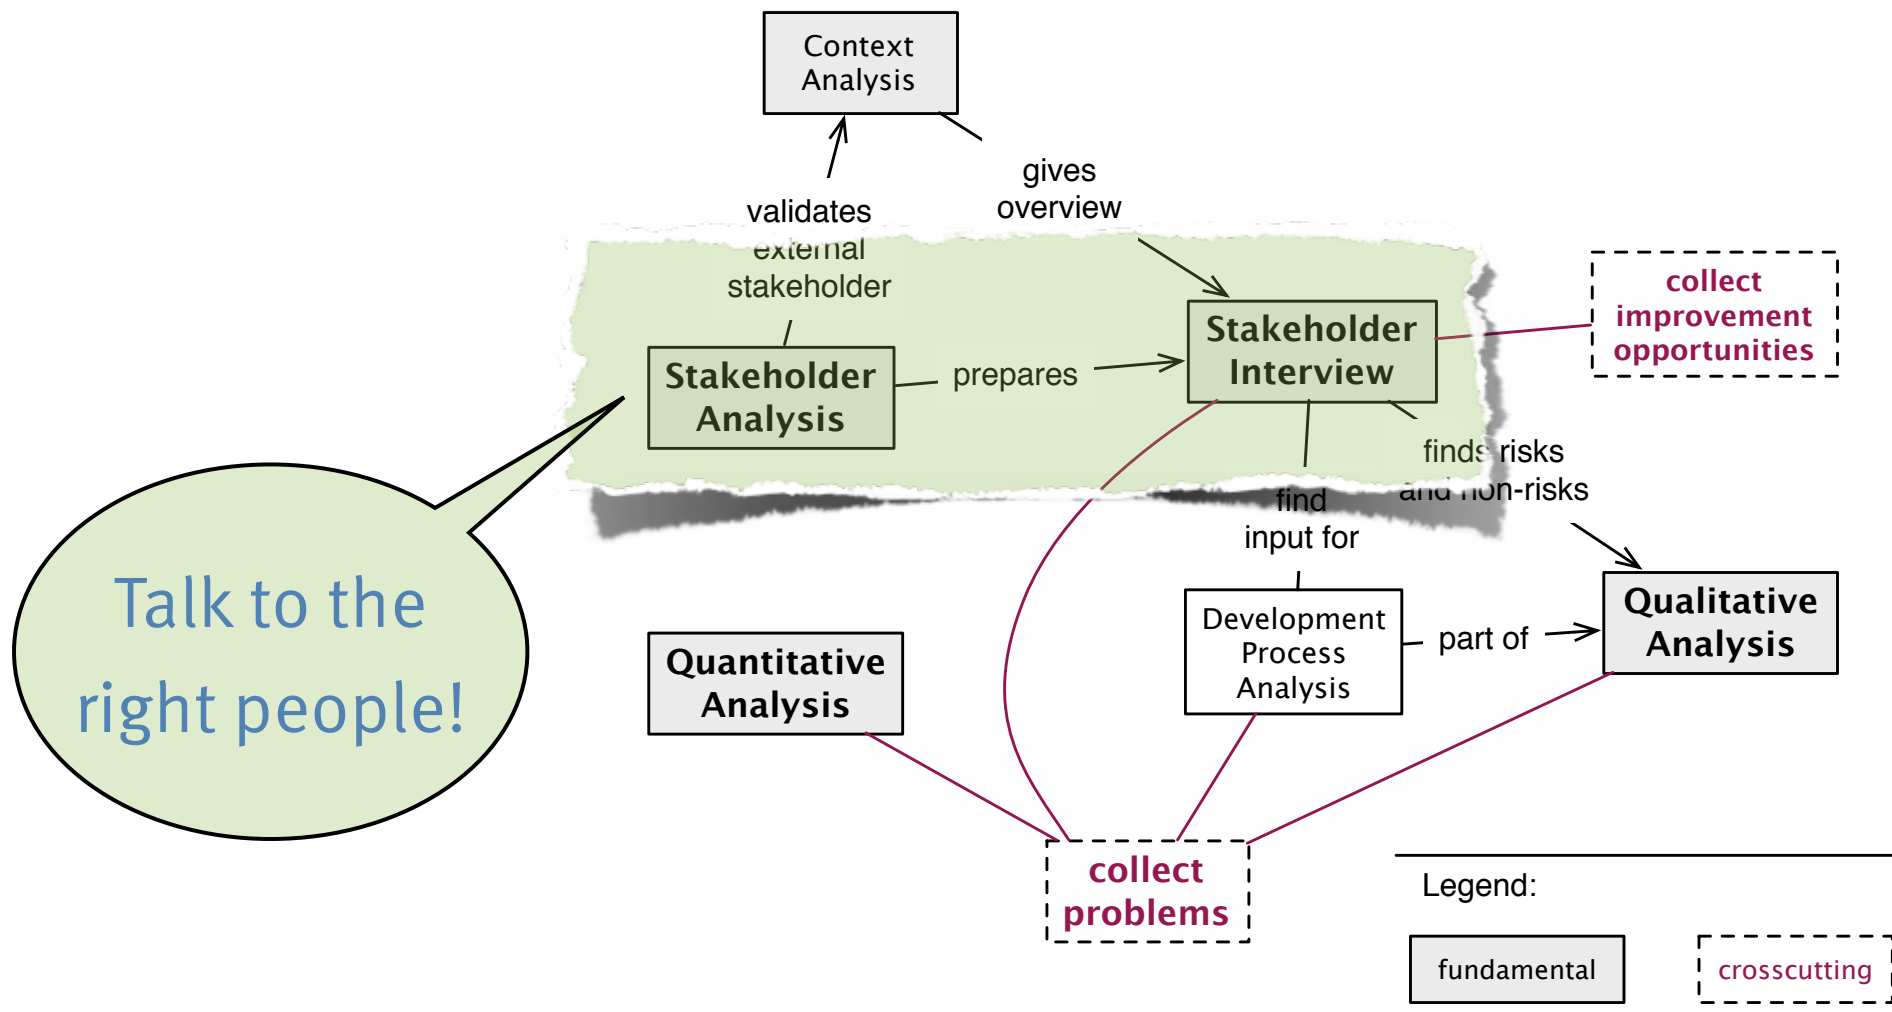 Context
Analysis
gives
overview
validates
external
stakeholder
collect
improvement
opportunities
Stakeholder
Interview
Stakeholder
Analysis
prepares
finds risks
and non-risks
find
input for
Talk to the
right people!
Qualitative
Analysis
Development
Process
Analysis
part of
Quantitative
Analysis
collect
problems
Legend:
fundamental
crosscutting